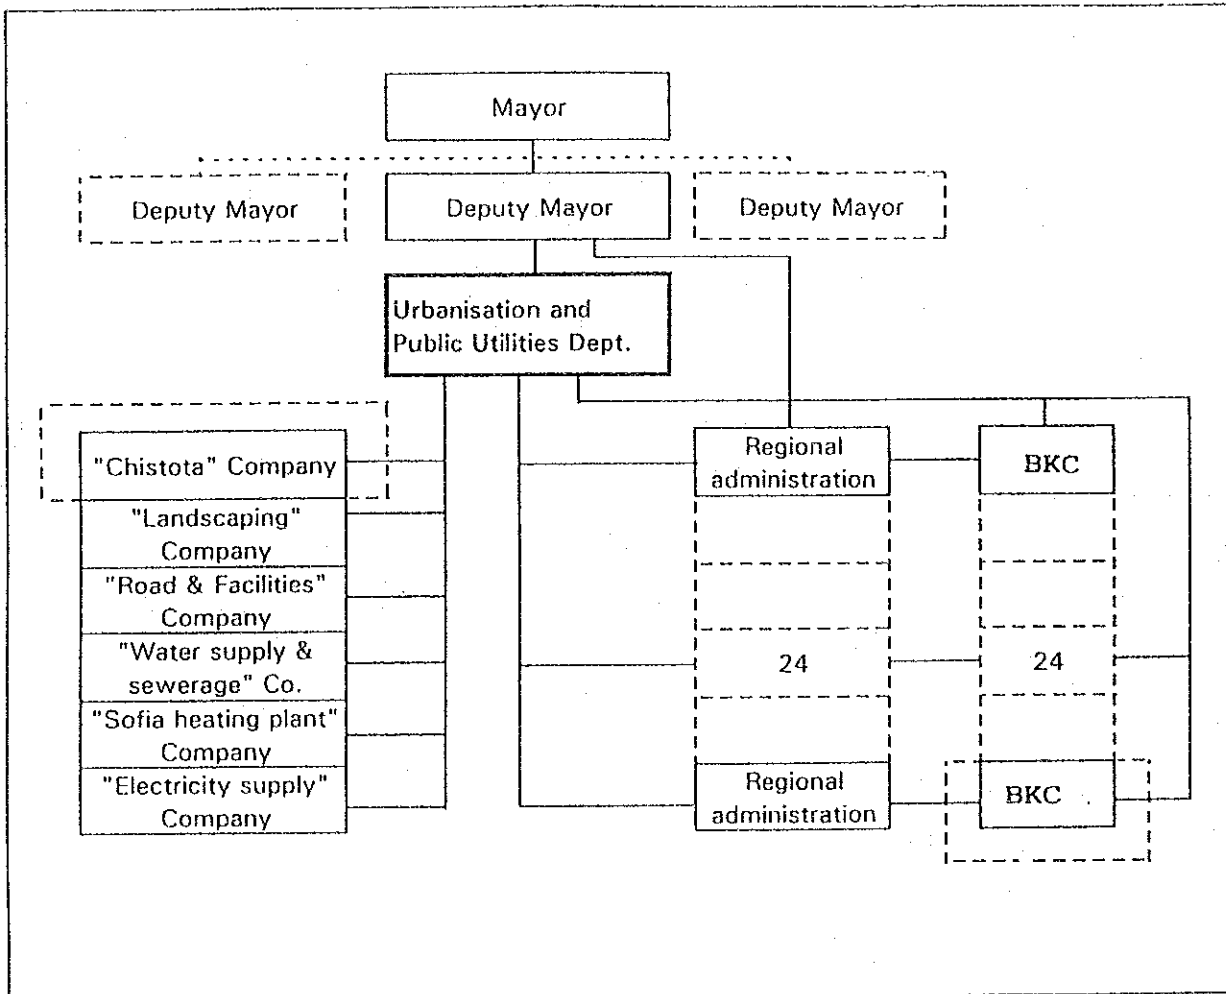 Mayor
Deputy Mayor
Deputy Mayor
Deputy Mayor
Urbanisation and
Public Utilities Dept.
"Chistota" Company
"Landscaping"
Company
"Road & Facilities"
Company
"Water supply &
sewerage" Co.
"Sofia heating plant"
Company
"Electricity supply"
Company
Regional
administration
24
Regional
administration
BKC
24
BKC